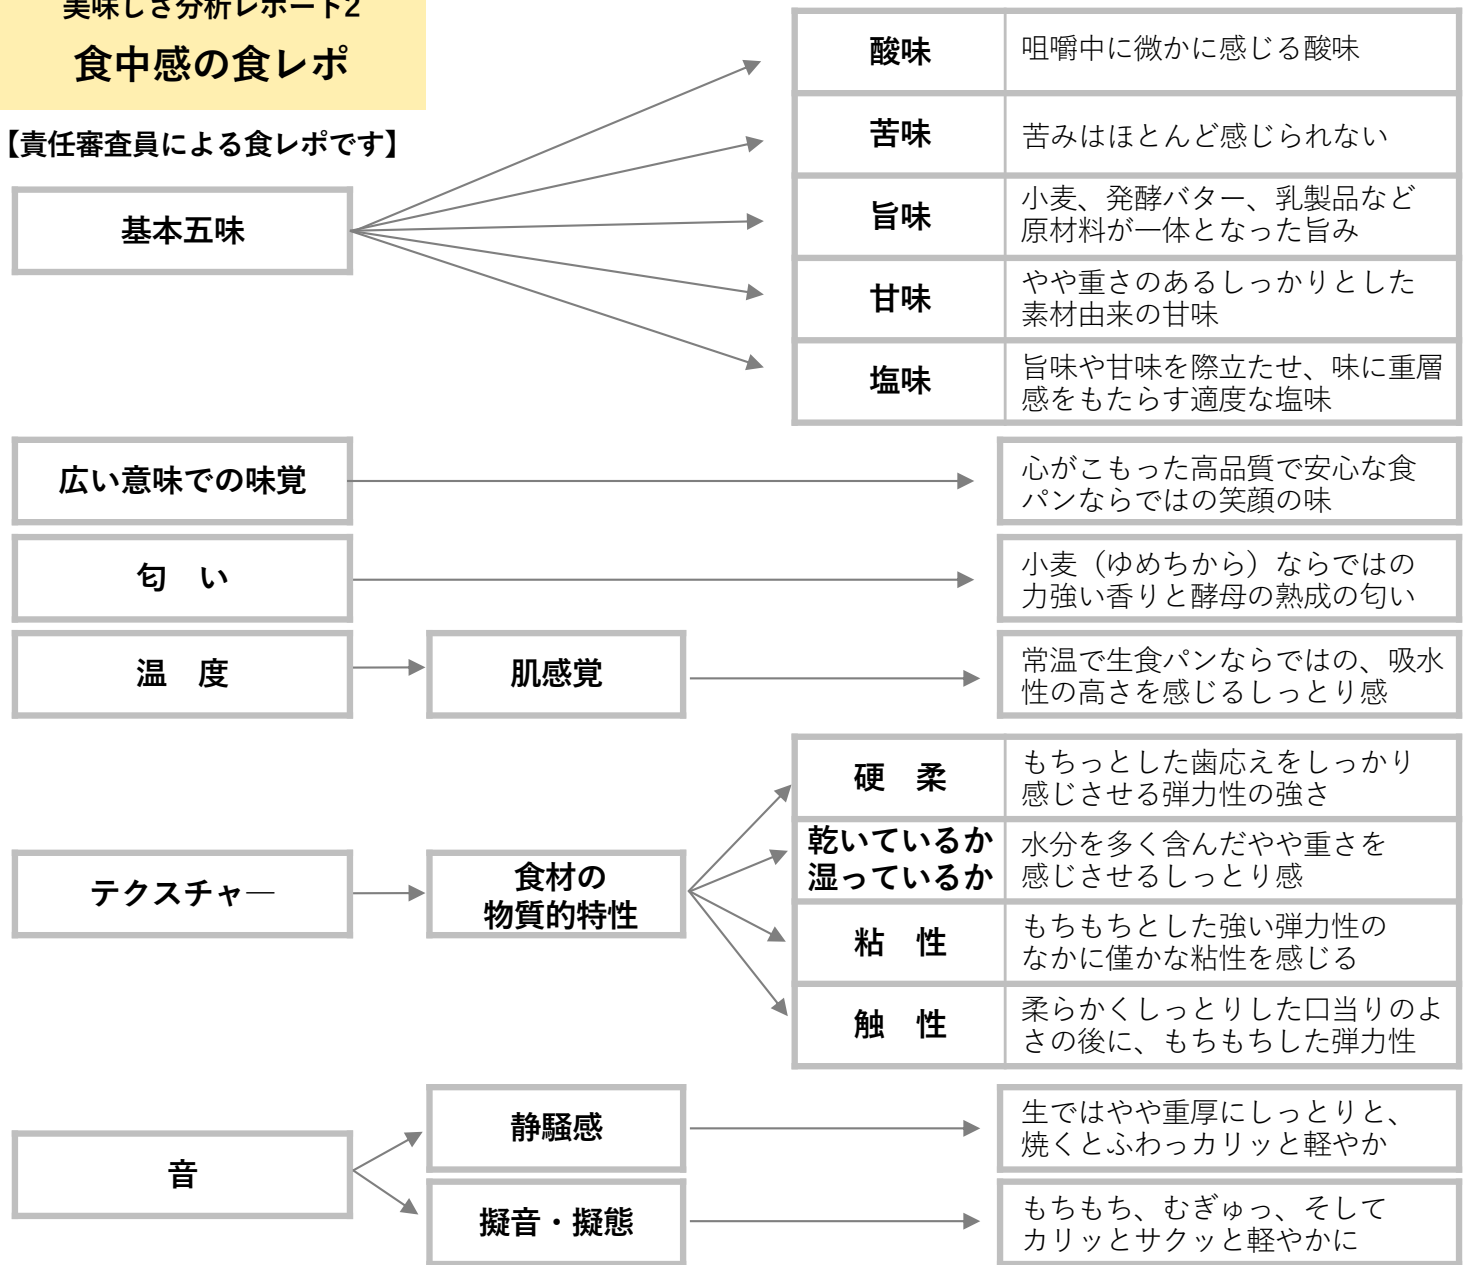 美味しさ分析レポート2
食中感の食レポ
【責任審査員による食レポです】
基本五味
酸味
咀嚼中に微かに感じる酸味
苦味
苦みはほとんど感じられない
旨味
小麦、発酵バター、乳製品など
原材料が一体となった旨み
甘味
やや重さのあるしっかりとした
素材由来の甘味
塩味
旨味や甘味を際立たせ、味に重層
感をもたらす適度な塩味
広い意味での味覚
心がこもった高品質で安心な食
パンならではの笑顔の味
匂　い
小麦（ゆめちから）ならではの
力強い香りと酵母の熟成の匂い
温　度
肌感覚
常温で生食パンならではの、吸水
性の高さを感じるしっとり感
テクスチャ―
食材の
物質的特性
硬　柔
もちっとした歯応えをしっかり
感じさせる弾力性の強さ
乾いているか
湿っているか
水分を多く含んだやや重さを
感じさせるしっとり感
粘　性
もちもちとした強い弾力性の
なかに僅かな粘性を感じる
触　性
柔らかくしっとりした口当りのよ
さの後に、もちもちした弾力性
音
静騒感
生ではやや重厚にしっとりと、
焼くとふわっカリッと軽やか
擬音・擬態
もちもち、むぎゅっ、そして
カリッとサクッと軽やかに